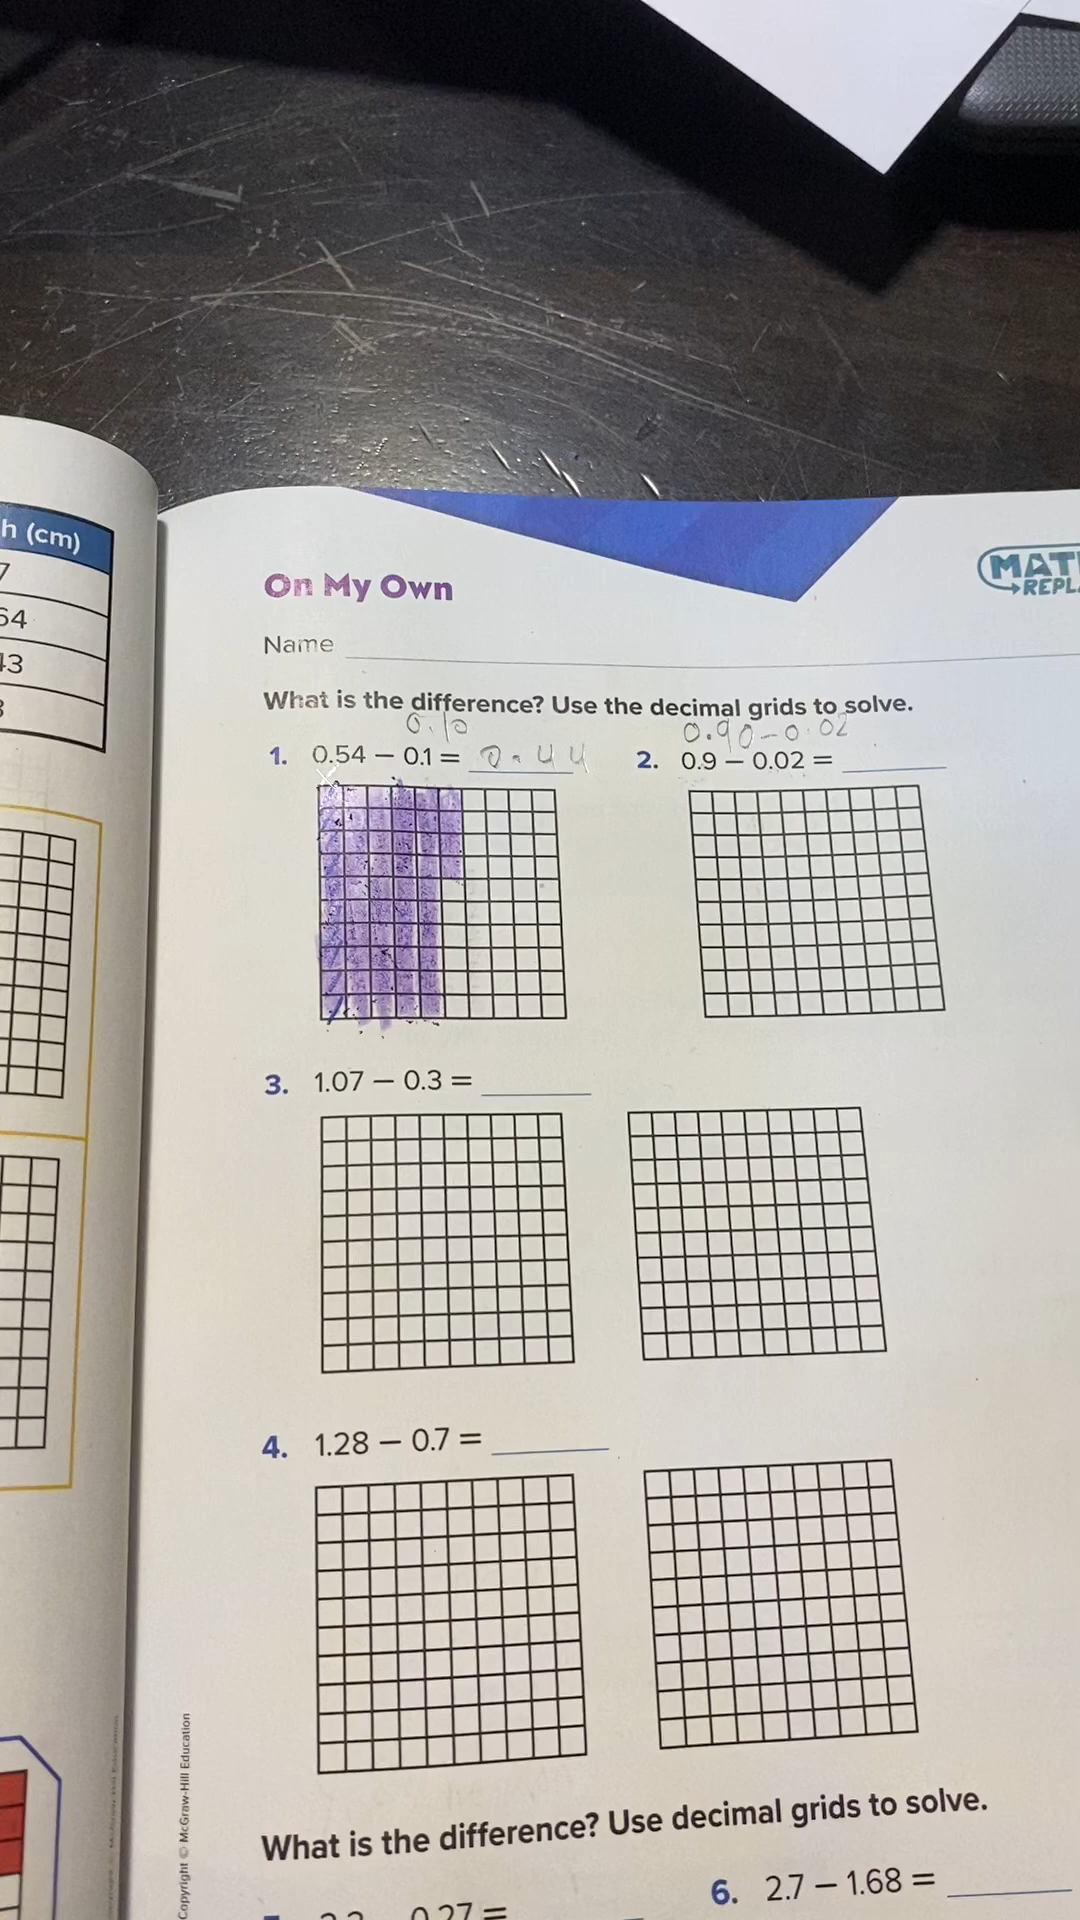 h (cm)
7
54
43
On My Own
MAT
REPL
Name
What is the difference? Use the decimal grids to solve.
0.10
1. 0.54 – 0.1 = 0.44
0.90-0.02
2. 0.9 – 0.02 =
3. 1.07 – 0.3 =
4. 1.28 – 0.7 =
Copyright © McGraw-Hill Education
What is the difference? Use decimal grids to solve.
0.27 =
6. 2.7 – 1.68 =